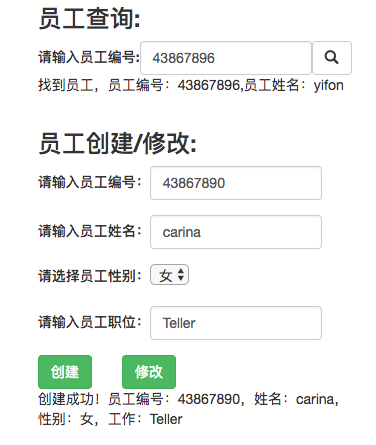 员工查询:
请输入员工编号: 43867896
找到员工，员工编号：43867896,员工姓名：yifon
员工创建/修改:
请输入员工编号： 43867890
请输入员工姓名： carina
请选择员工性别： 女
请输入员工职位： Teller
创建 修改
创建成功！员工编号：43867890，姓名：carina，
性别：女，工作：Teller